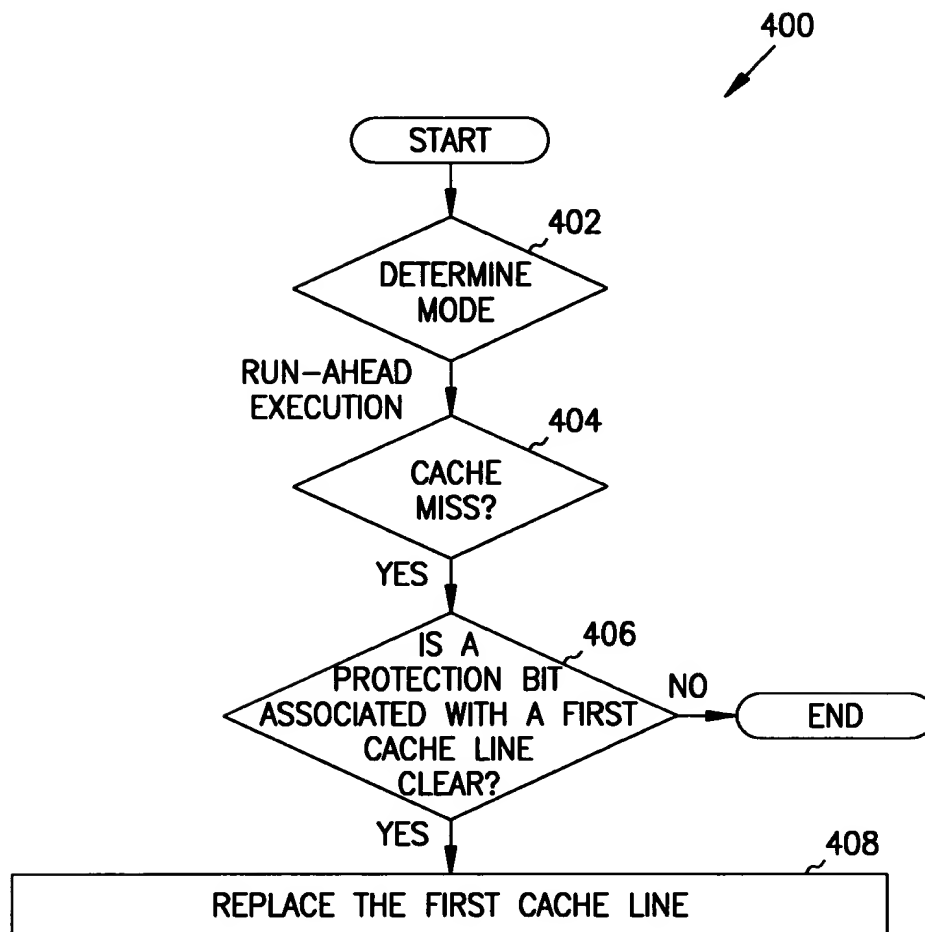 400
START
402
DETERMINE
MODE
RUN-AHEAD
EXECUTION
404
CACHE
MISS?
YES
406
IS A
PROTECTION BIT
ASSOCIATED WITH A FIRST
CACHE LINE
CLEAR?
NO
END
YES
408
REPLACE THE FIRST CACHE LINE